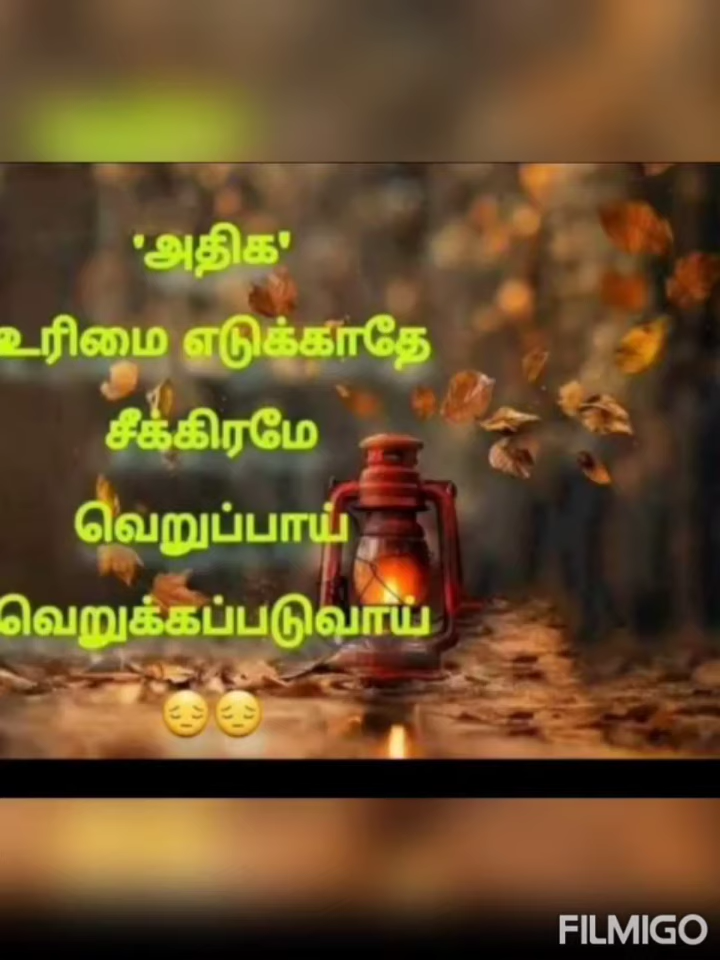 'அதிக'
உரிமை எடுக்காதே
சீக்கிரமே
வெறுப்பாய்
வெறுக்கப்படுவாய்
FILMIGO